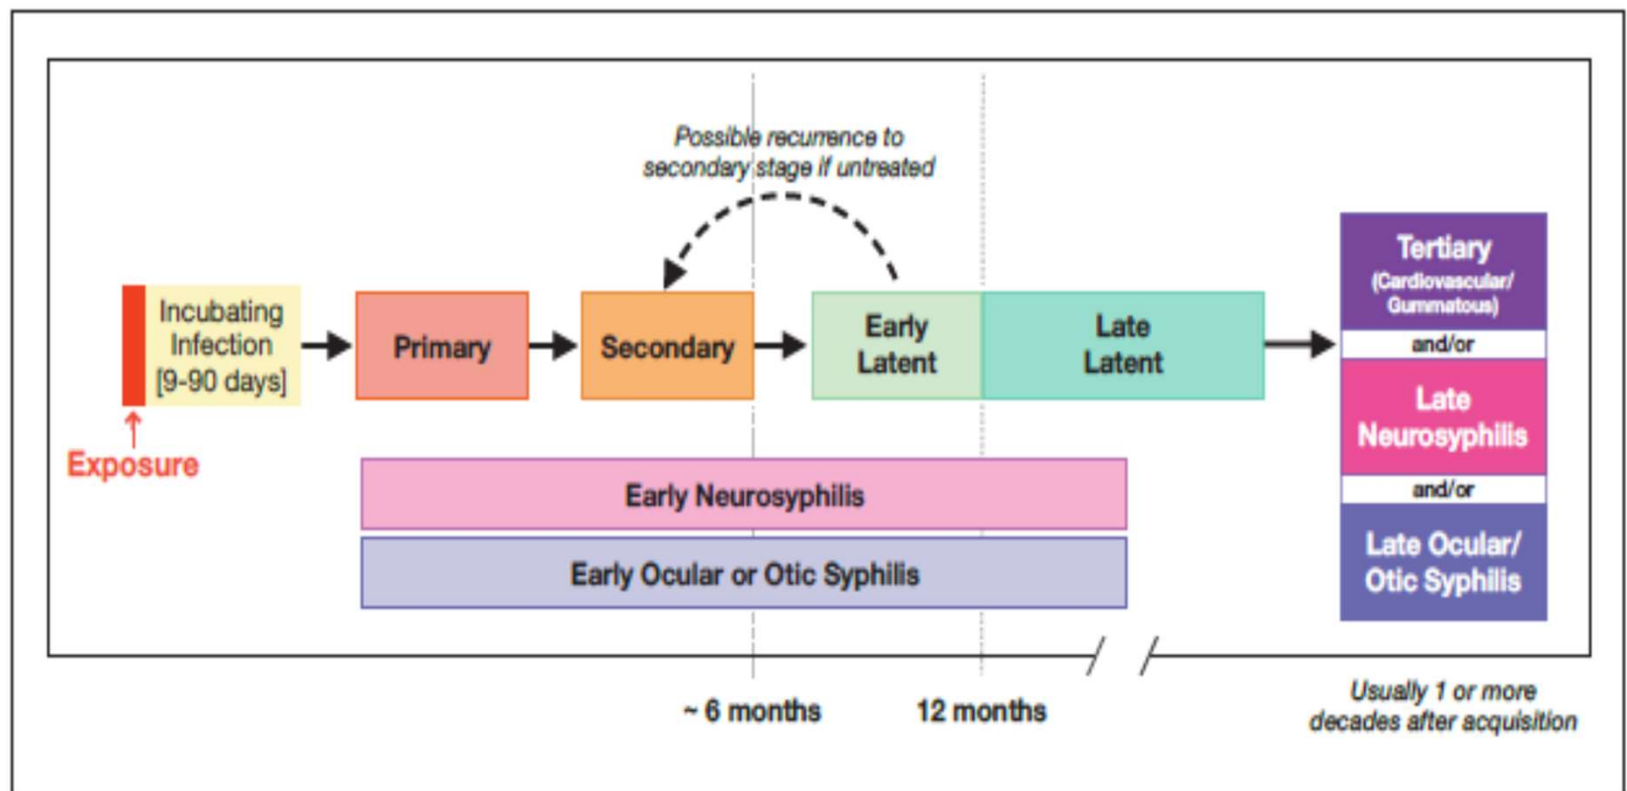 Possible recurrence to
secondary stage if untreated
Incubating
Infection
[9-90 days]
Exposure
Primary
Secondary
Early
Latent
Late
Latent
Tertiary
(Cardiovascular/
Gummatous)
and/or
Late
Neurosyphilis
and/or
Late Ocular/
Otic Syphilis
Early Neurosyphilis
Early Ocular or Otic Syphilis
~ 6 months
12 months
Usually 1 or more
decades after acquisition